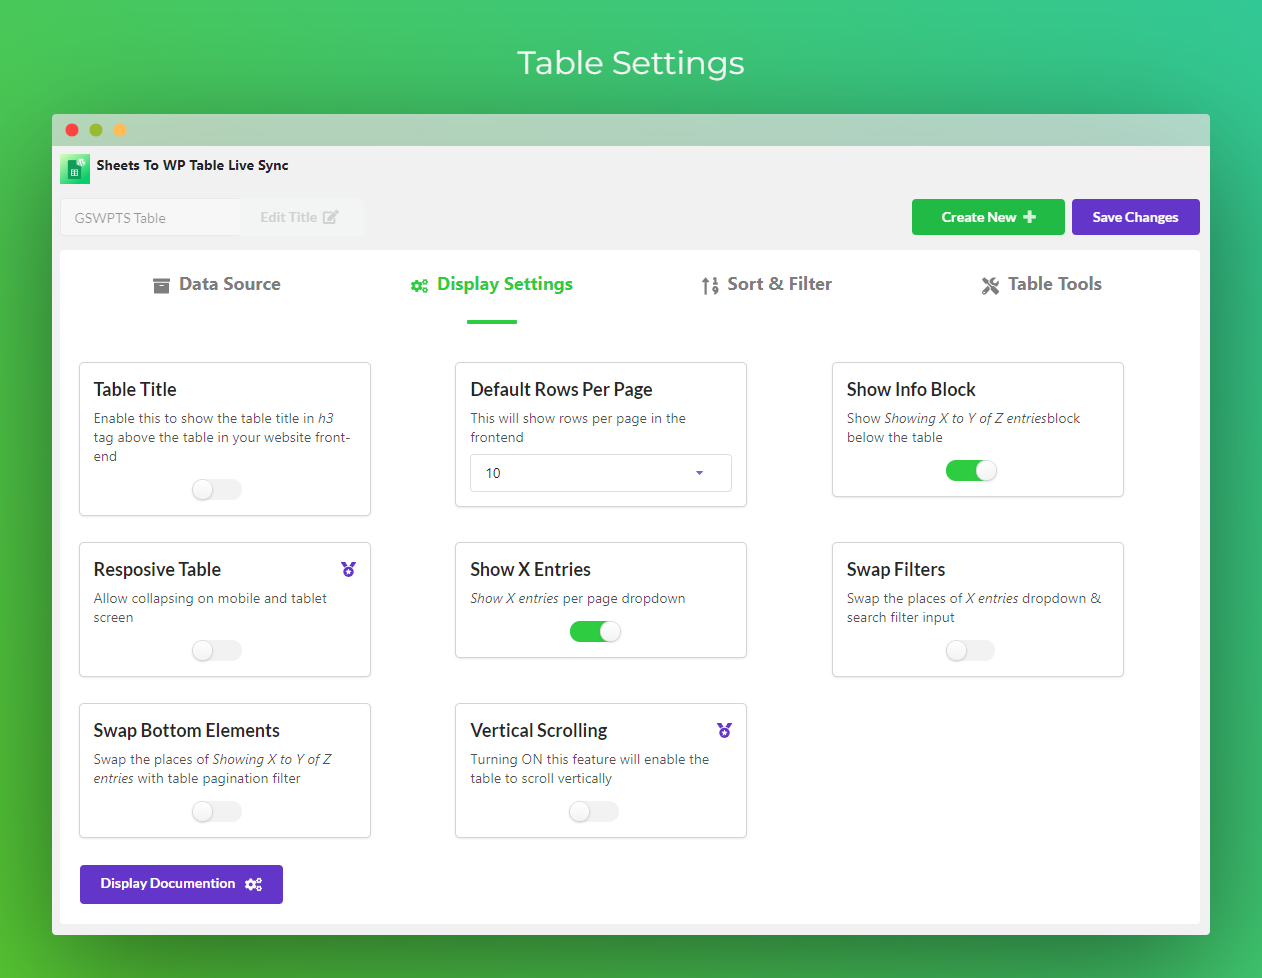 Table Settings
Sheets To WP Table Live Sync
GSWPTS Table
Edit Title
Create New
Save Changes
Data Source
Display Settings
Sort & Filter
Table Tools
Table Title
Enable this to show the table title in h3
tag above the table in your website front-
end
Default Rows Per Page
This will show rows per page in the
frontend
10
Show Info Block
Show Showing X to Y of Z entriesblock
below the table
Resposive Table
Allow collapsing on mobile and tablet
screen
Show X Entries
Show X entries per page dropdown
Swap Filters
Swap the places of X entries dropdown &
search filter input
Swap Bottom Elements
Swap the places of Showing X to Y of Z
entries with table pagination filter
Vertical Scrolling
Turning ON this feature will enable the
table to scroll vertically
Display Documention